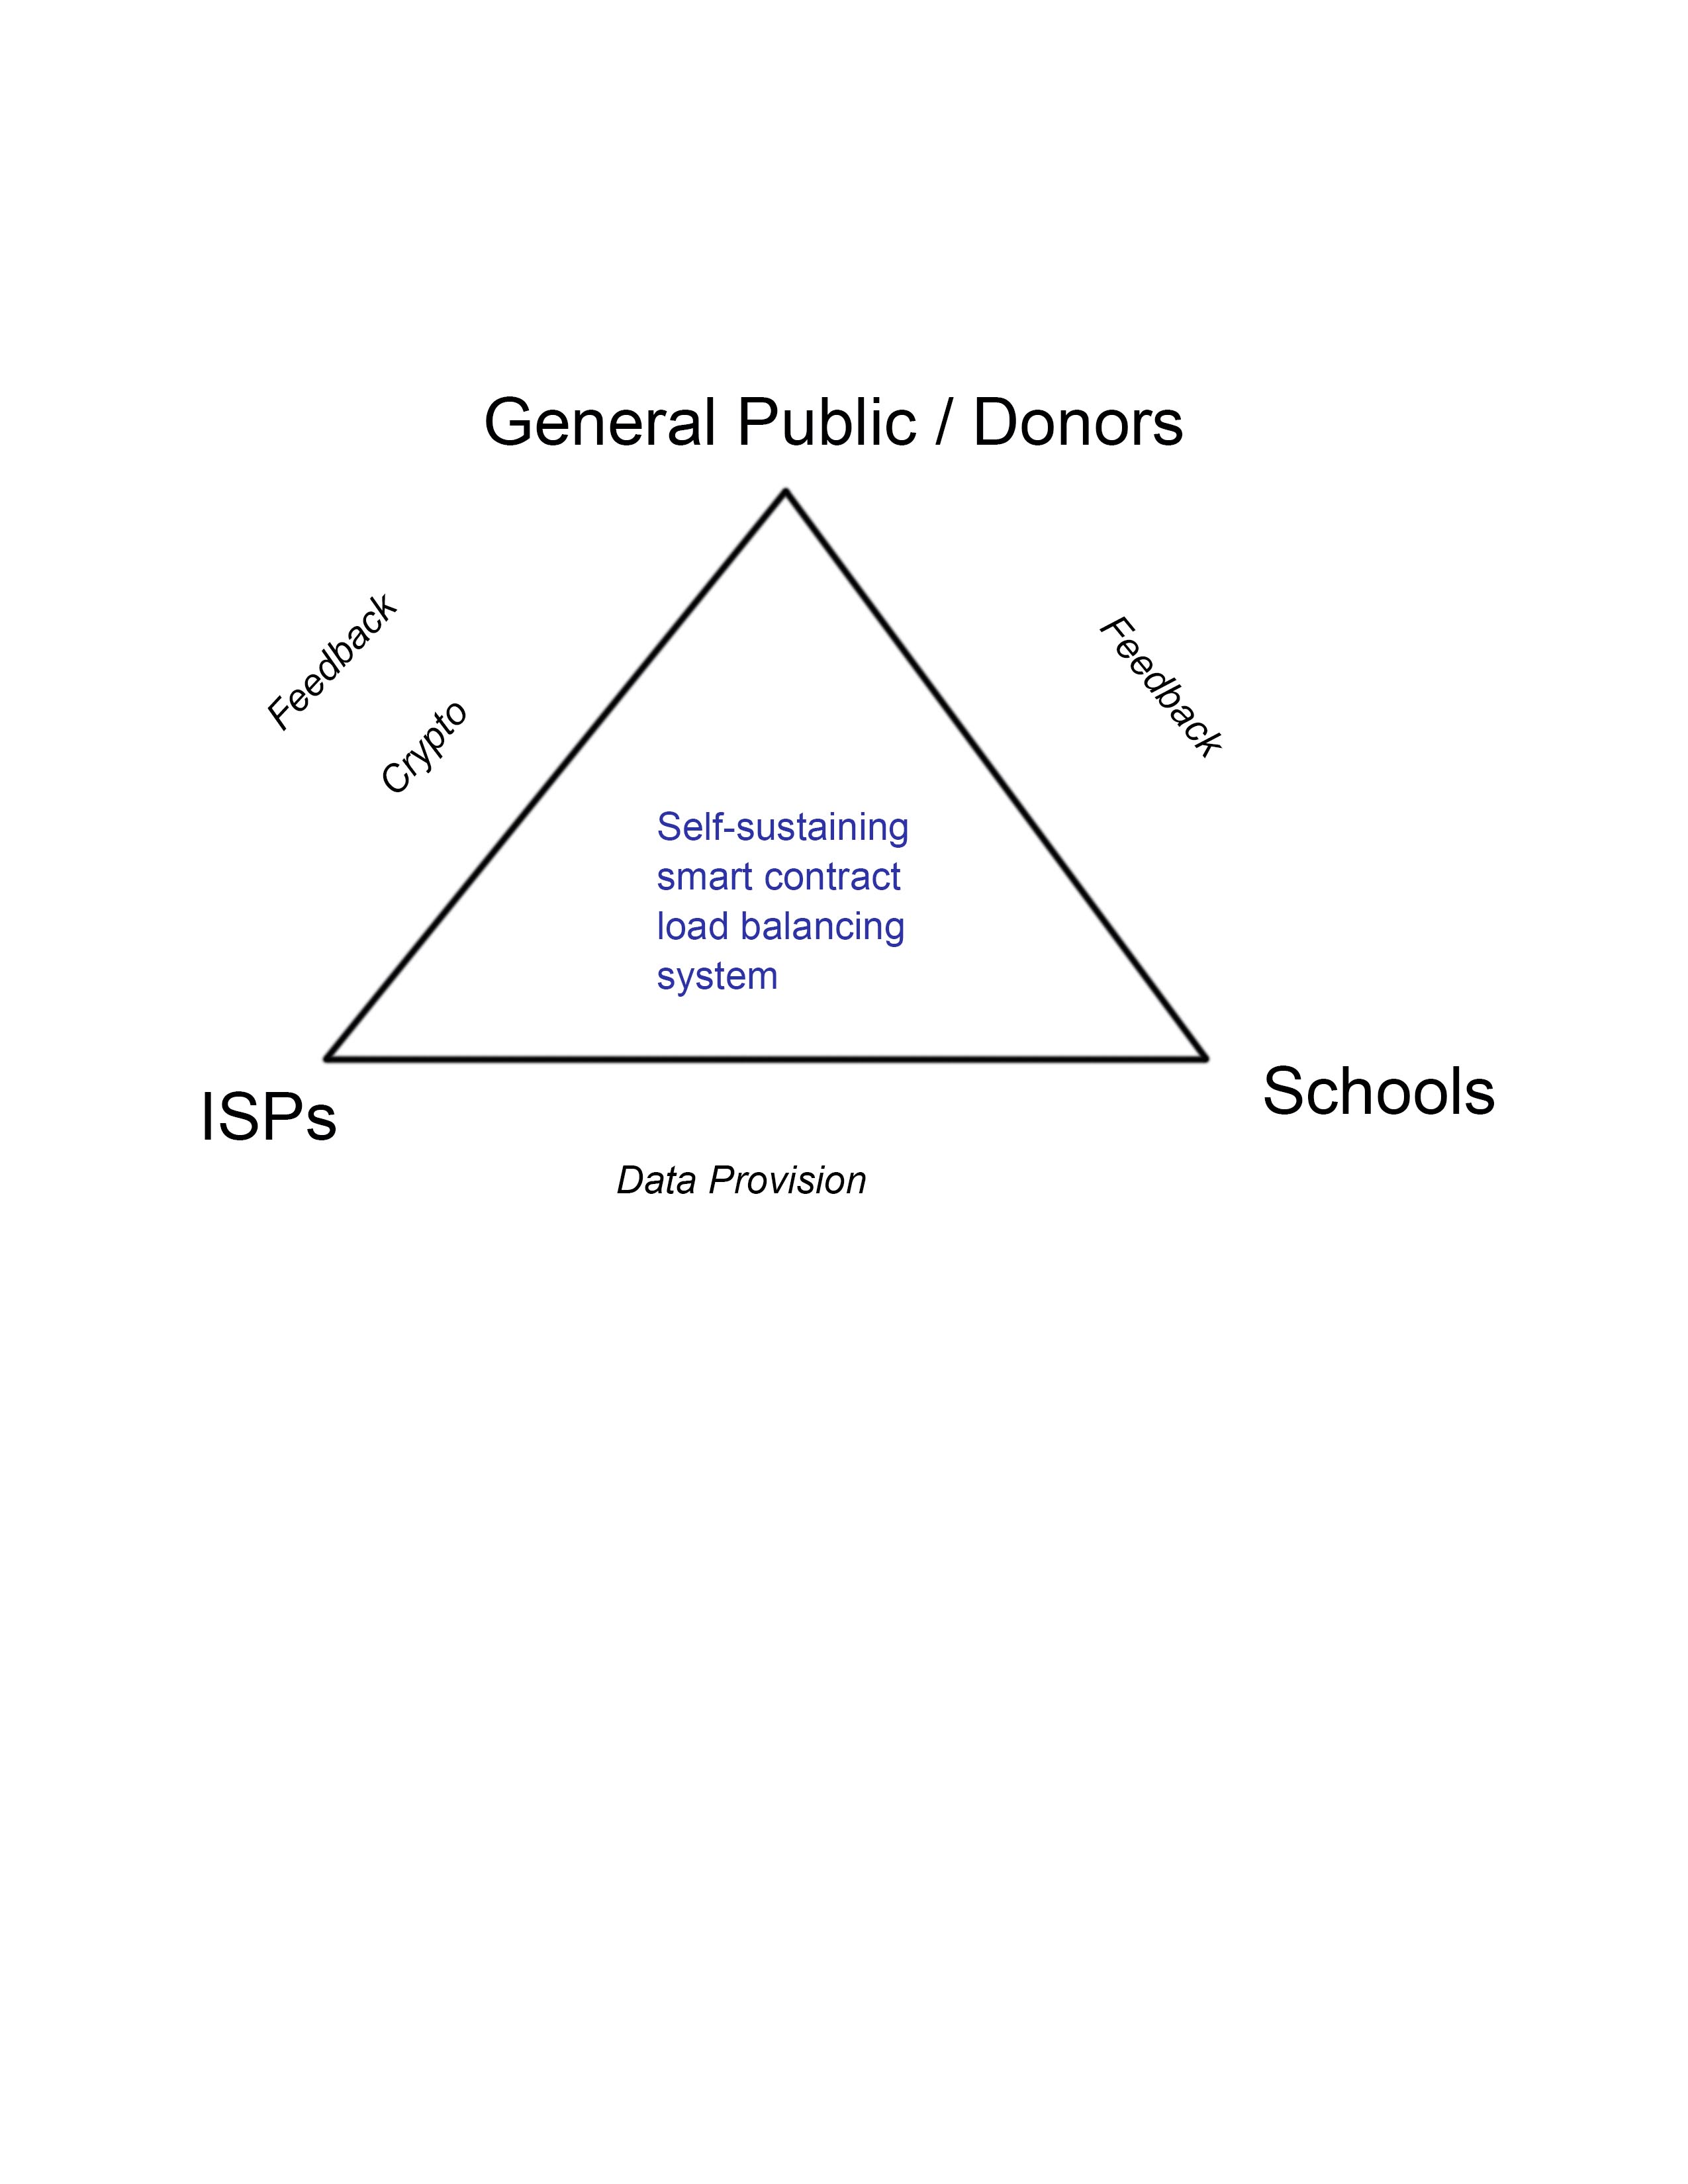 General Public / Donors
Feedback
Crypto
Feedback
Self-sustaining
smart contract
load balancing
system
ISPs
Schools
Data Provision